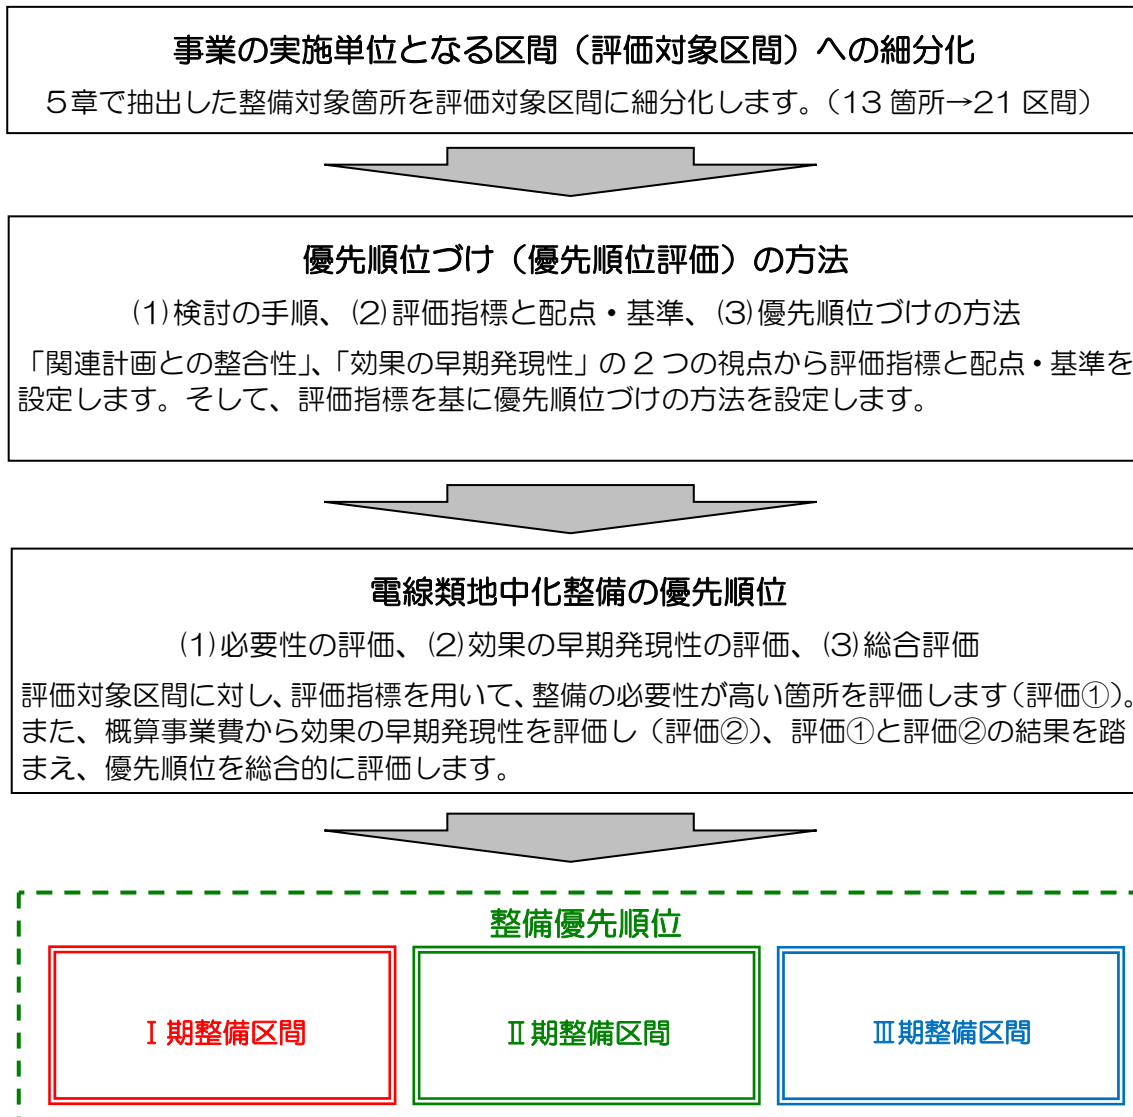 事業の実施単位となる区間（評価対象区間）への細分化
５章で抽出した整備対象箇所を評価対象区間に細分化します。（13 箇所→21 区間）
優先順位づけ（優先順位評価）の方法
(1)検討の手順、(2)評価指標と配点・基準、(3)優先順位づけの方法
「関連計画との整合性」、「効果の早期発現性」の 2 つの視点から評価指標と配点・基準を
設定します。そして、評価指標を基に優先順位づけの方法を設定します。
電線類地中化整備の優先順位
(1)必要性の評価、(2)効果の早期発現性の評価、(3)総合評価
評価対象区間に対し、評価指標を用いて、整備の必要性が高い箇所を評価します（評価①）。
また、概算事業費から効果の早期発現性を評価し（評価②）、評価①と評価②の結果を踏
まえ、優先順位を総合的に評価します。
整備優先順位
Ⅰ期整備区間
Ⅱ期整備区間
Ⅲ期整備区間